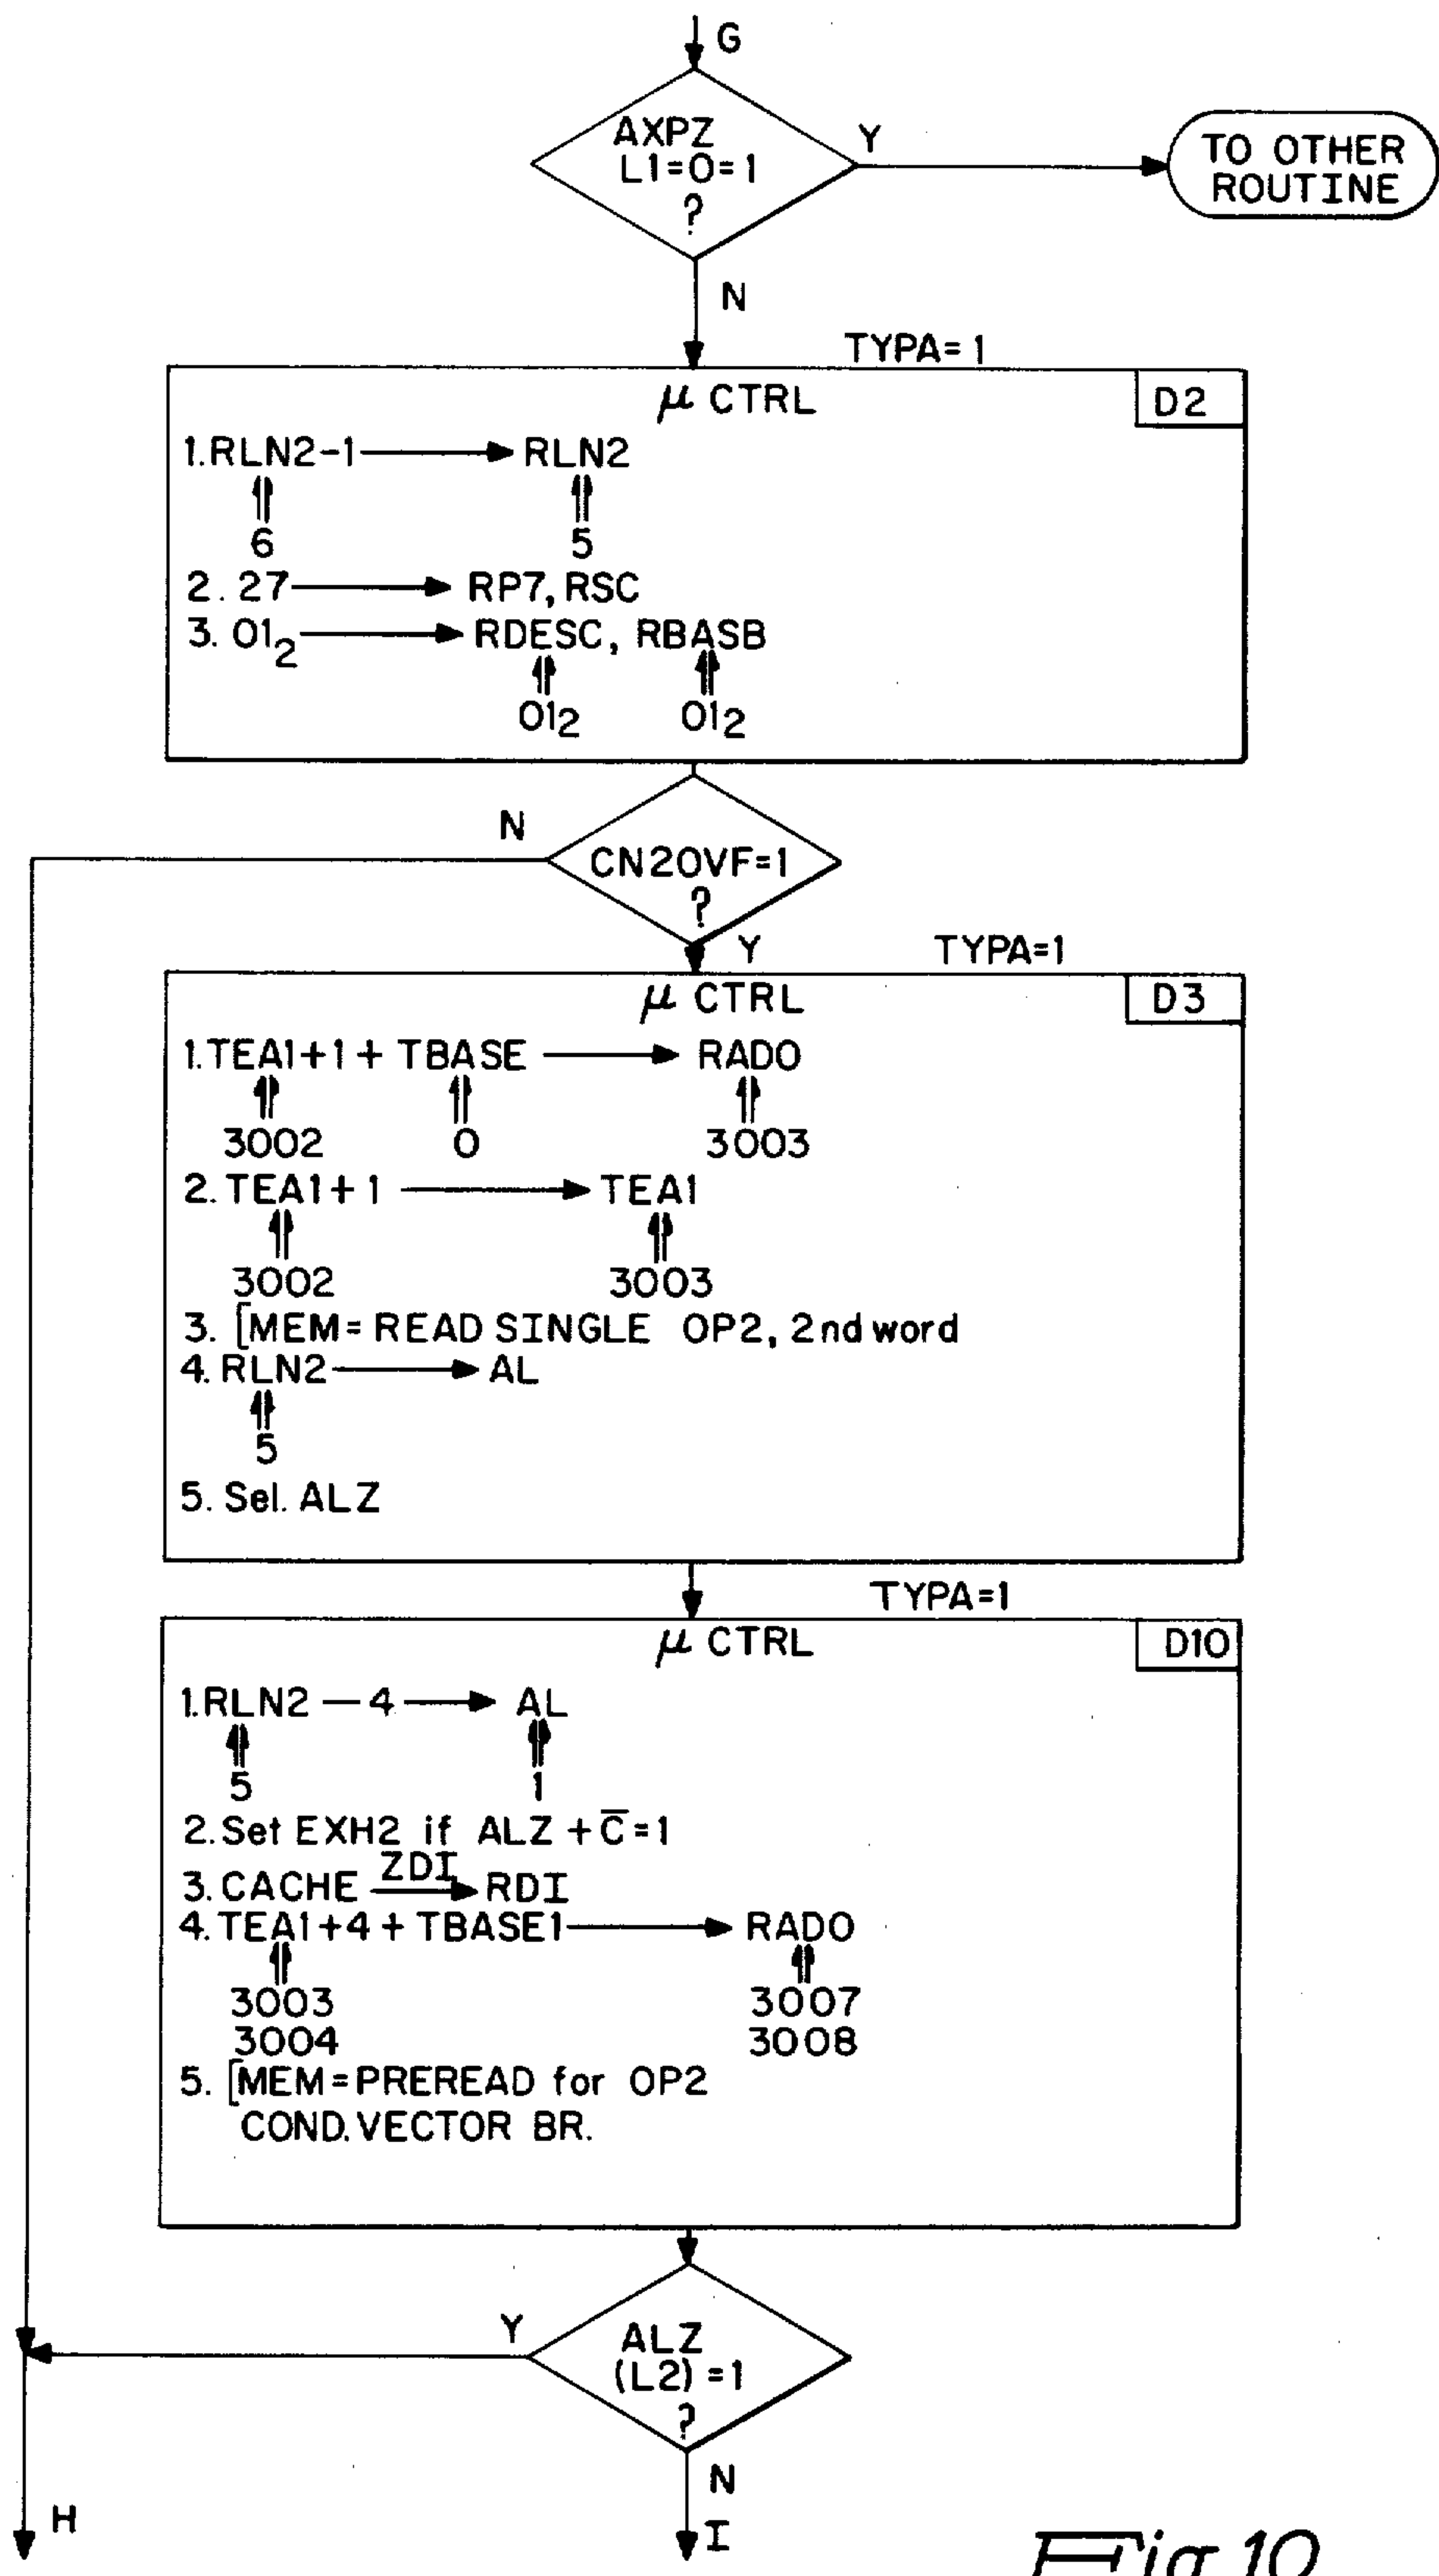 G
AXPZ
L1=0=1
?
Y
TO OTHER
ROUTINE
N
TYPA=1
μ CTRL
D2
1. RLN2-1 → RLN2
6 5
2. 27 → RP7, RSC
3. 01₂ → RDESC, RBASB
01₂ 01₂
N
CN2OVF=1
?
Y
TYPA=1
μ CTRL
D3
1. TEA1+1 + TBASE → RADO
3002 0 3003
2. TEA1+1 → TEA1
3002 3003
3. [MEM=READ SINGLE OP2, 2nd word
4. RLN2 → AL
5
5. Sel. ALZ
TYPA=1
μ CTRL
D10
1. RLN2 — 4 → AL
5 1
2. Set EXH2 if ALZ + C̅=1
ZDI
3. CACHE → RDI
4. TEA1+4 + TBASE1 → RADO
3003 3007
3004 3008
5. [MEM=PREREAD for OP2
COND. VECTOR BR.
Y
ALZ
(L2)=1
?
N
H
I
Fig 10